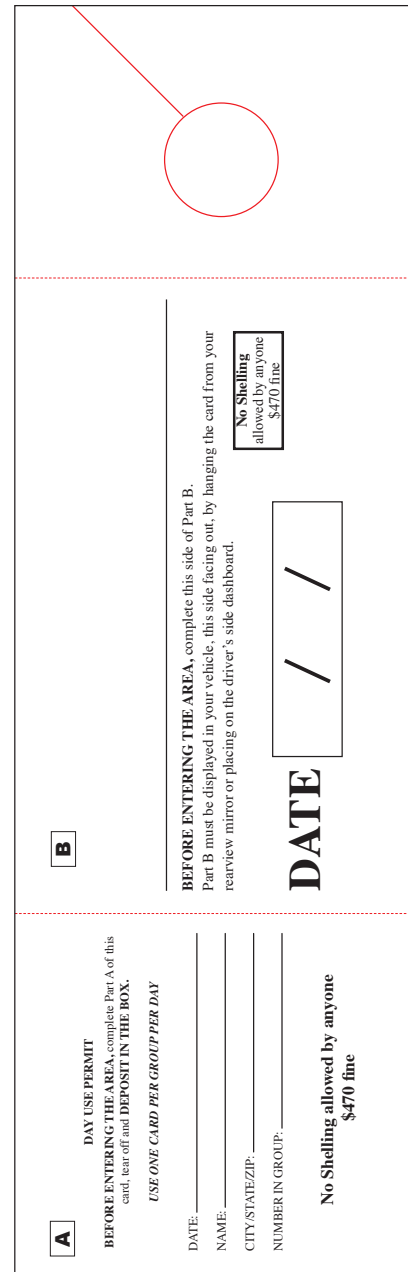 A
DAY USE PERMIT
BEFORE ENTERING THE AREA, complete Part A of this
card, tear off and DEPOSIT IN THE BOX.
USE ONE CARD PER GROUP PER DAY
DATE:
NAME:
CITY/STATE/ZIP:
NUMBER IN GROUP:
No Shelling allowed by anyone
$470 fine
B
BEFORE ENTERING THE AREA, complete this side of Part B.
Part B must be displayed in your vehicle, this side facing out, by hanging the card from your
rearview mirror or placing on the driver's side dashboard.
No Shelling
allowed by anyone
$470 fine
DATE / /